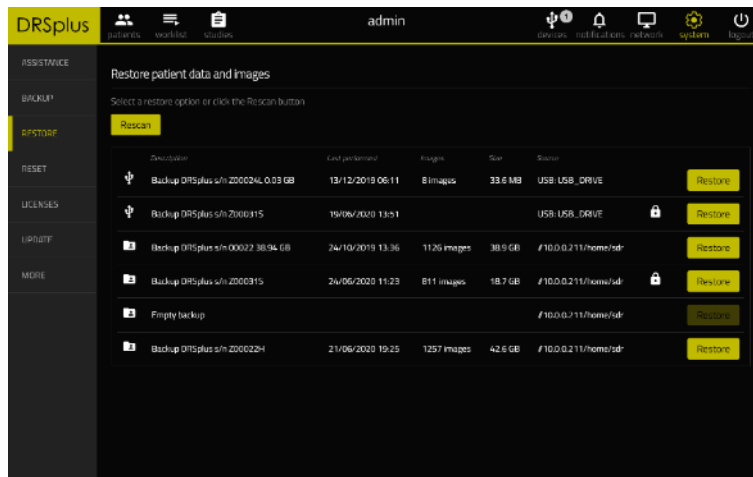 DRSplus
patients worklist studies
admin
1
devices notifications network system logout
ASSISTANCE
BACKUP
RESTORE
RESET
LICENSES
UPDATE
MORE
Restore patient data and images
Select a restore option or click the Rescan button
Rescan
Description Last performed Images Size Source
Backup DRSplus s/n Z00024L 0.03 GB 13/12/2019 06:11 8 images 33.6 MB USB: USB_DRIVE Restore
Backup DRSplus s/n Z000315 19/06/2020 13:51 USB: USB_DRIVE Restore
Backup DRSplus s/n 00022 38.94 GB 24/10/2019 13:36 1126 images 38.9 GB //10.0.0.211/home/sdr Restore
Backup DRSplus s/n Z000315 24/06/2020 11:23 811 images 18.7 GB //10.0.0.211/home/sdr Restore
Empty backup //10.0.0.211/home/sdr Restore
Backup DRSplus s/n Z00022H 21/06/2020 19:25 1257 images 42.6 GB //10.0.0.211/home/sdr Restore